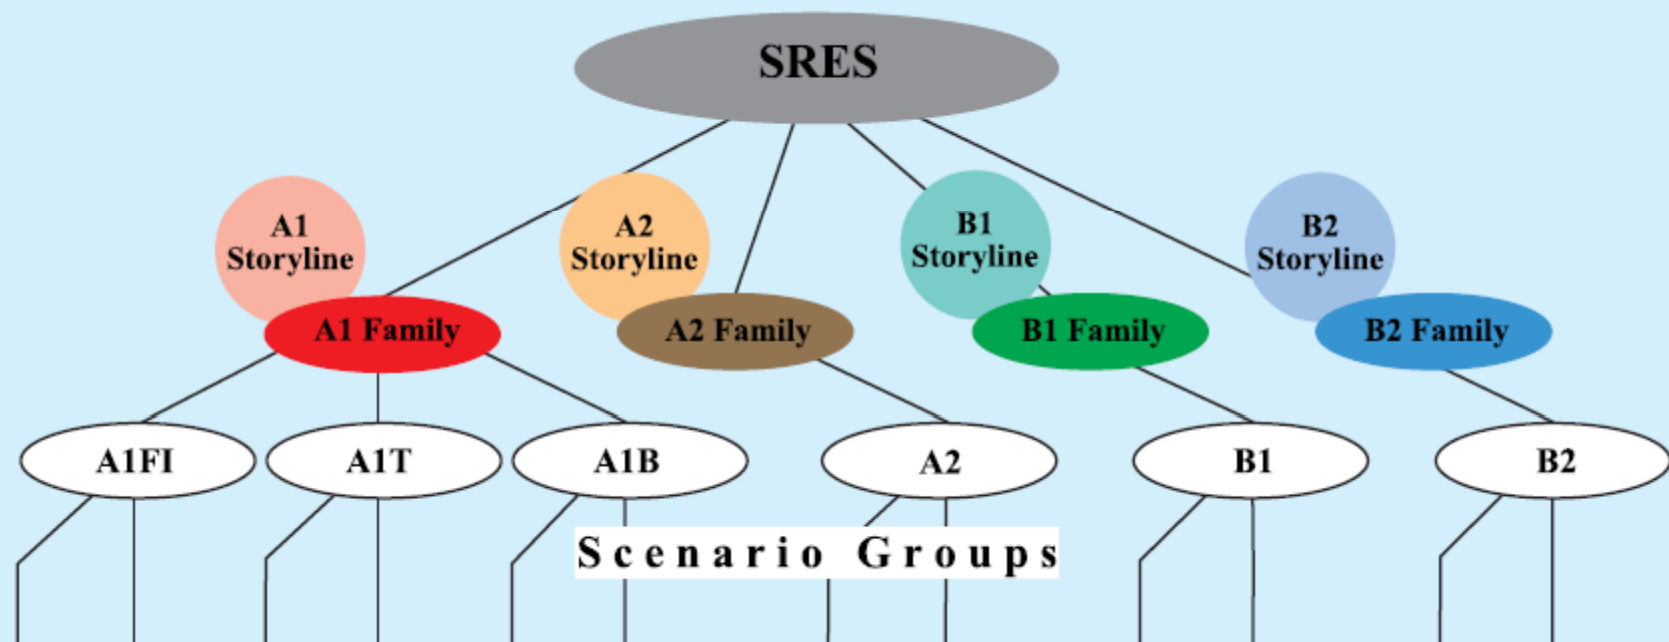 SRES
A1
Storyline
A2
Storyline
B1
Storyline
B2
Storyline
A1 Family
A2 Family
B1 Family
B2 Family
A1FI
A1T
A1B
A2
B1
B2
Scenario Groups